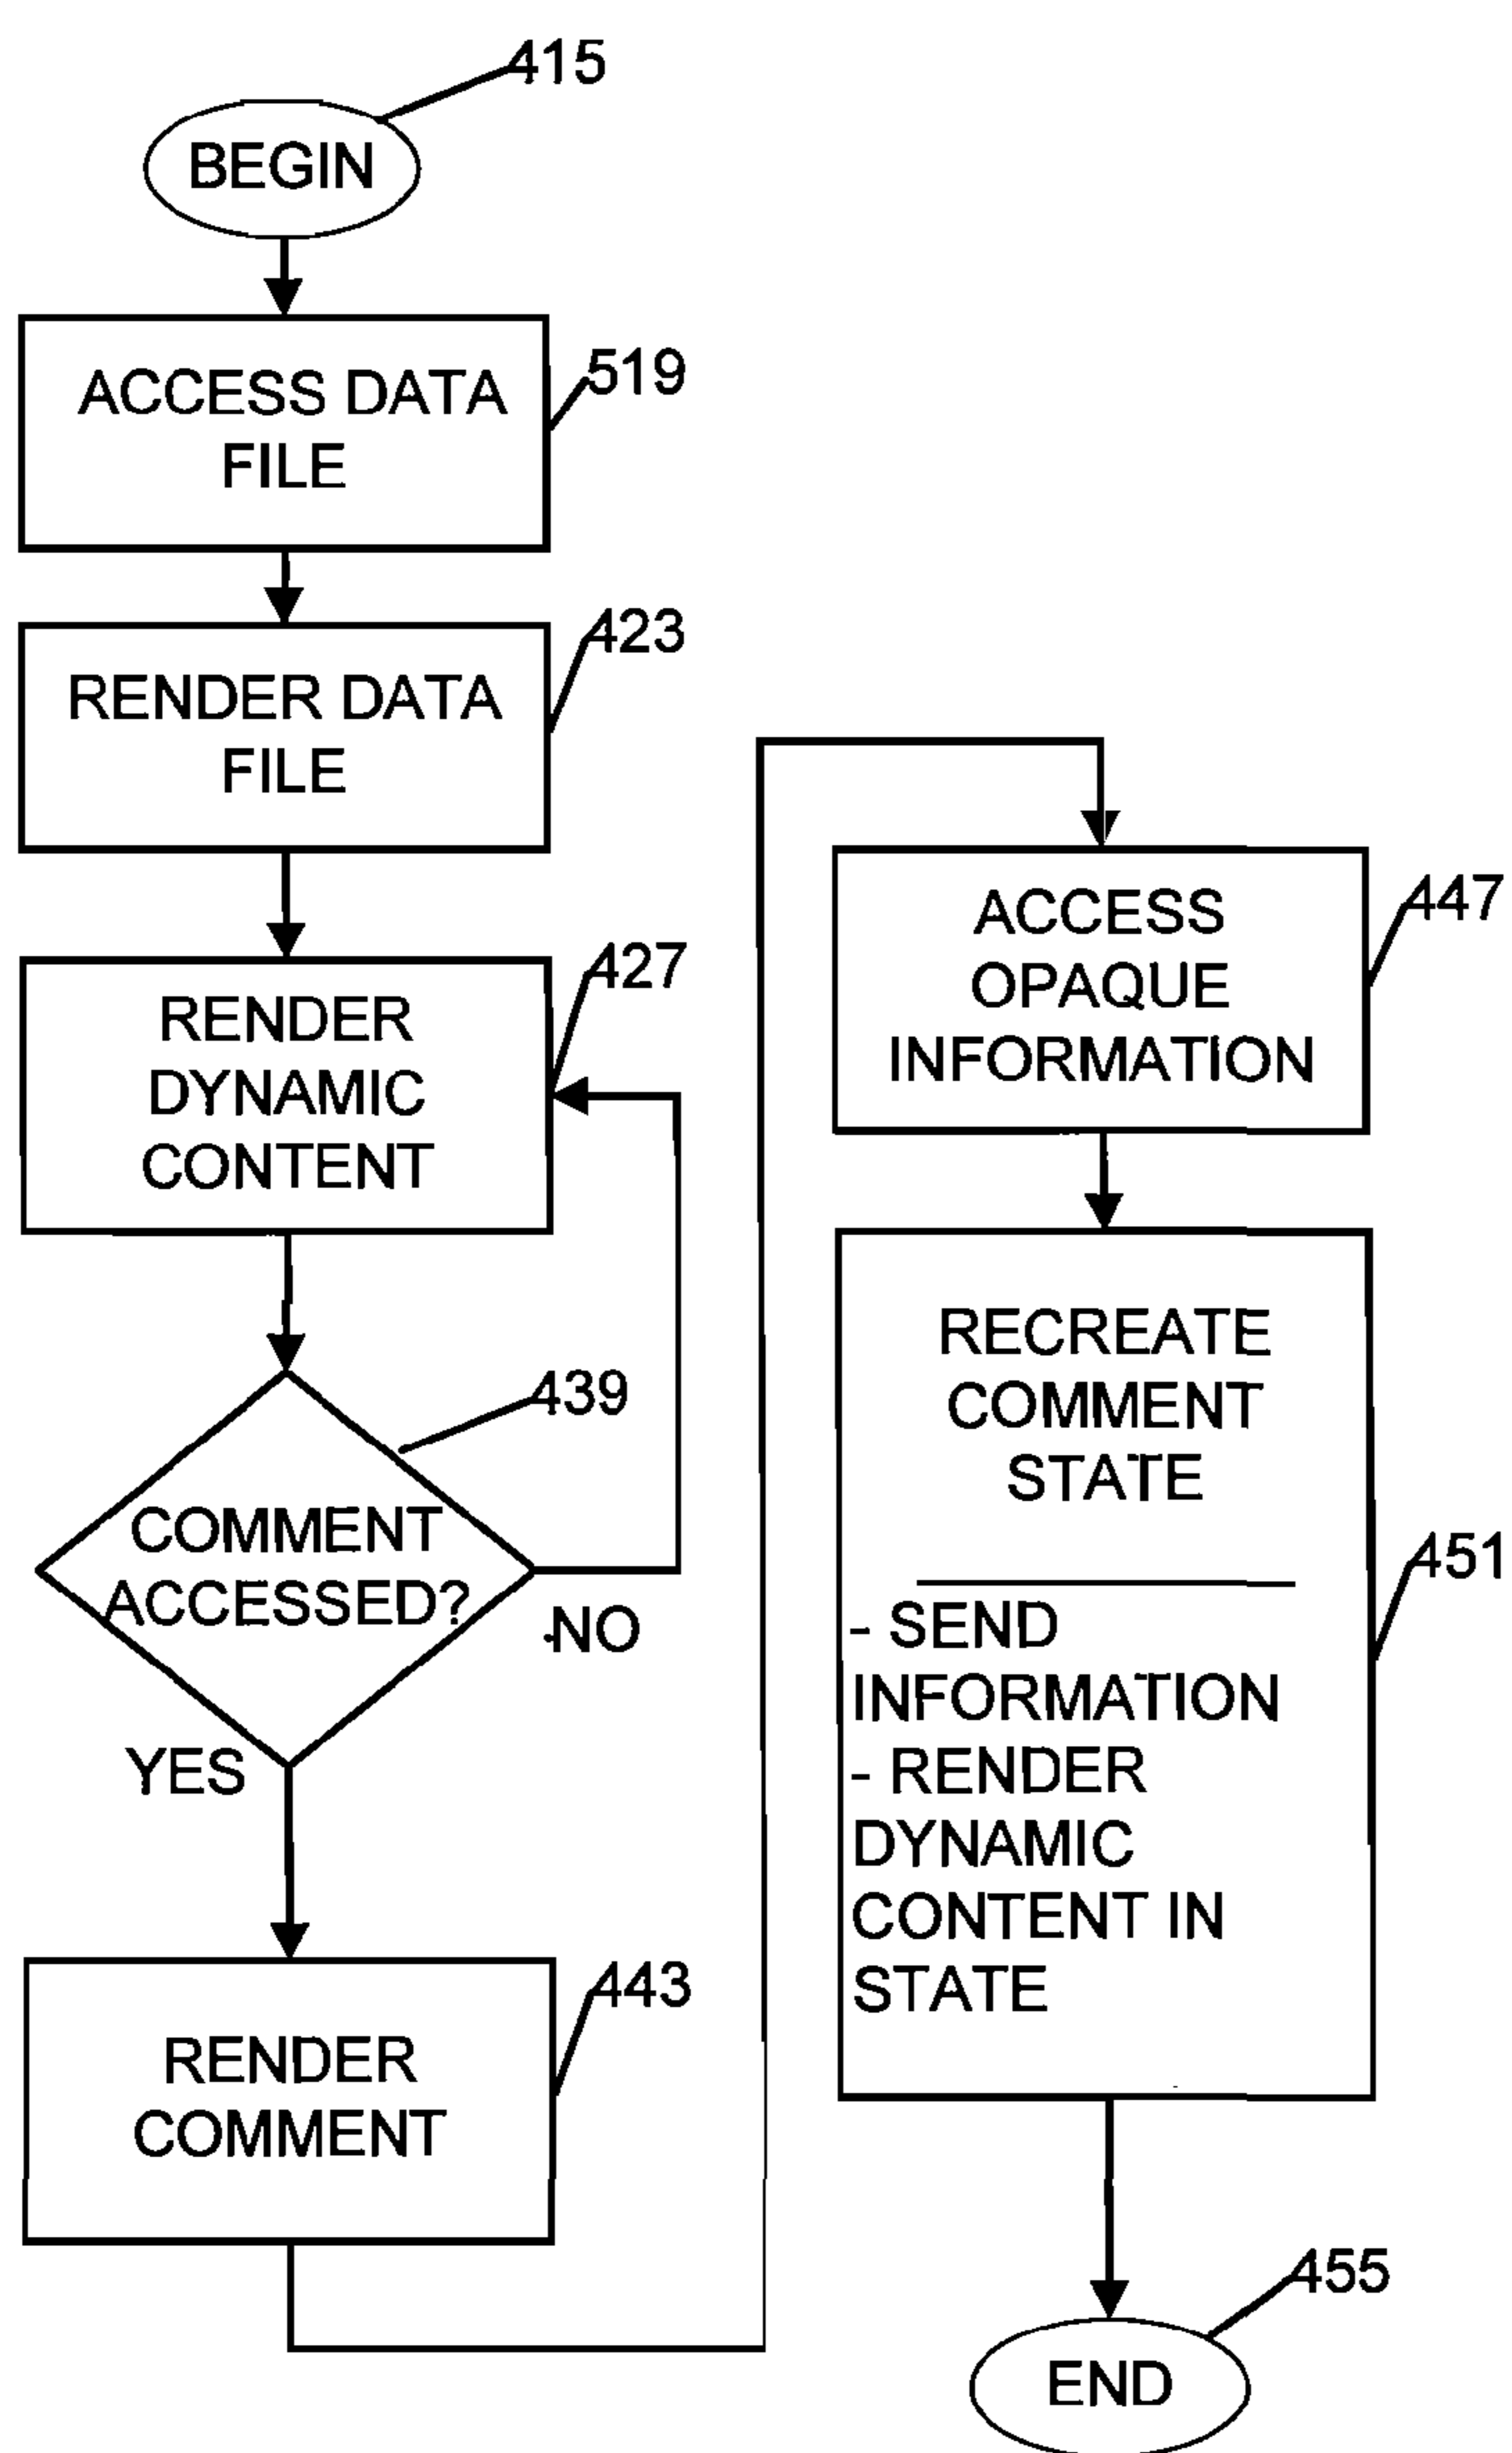 415
BEGIN
519
ACCESS DATA
FILE
423
RENDER DATA
FILE
427
RENDER
DYNAMIC
CONTENT
439
COMMENT
ACCESSED?
NO
YES
443
RENDER
COMMENT
447
ACCESS
OPAQUE
INFORMATION
451
RECREATE
COMMENT
STATE
- SEND
INFORMATION
- RENDER
DYNAMIC
CONTENT IN
STATE
455
END